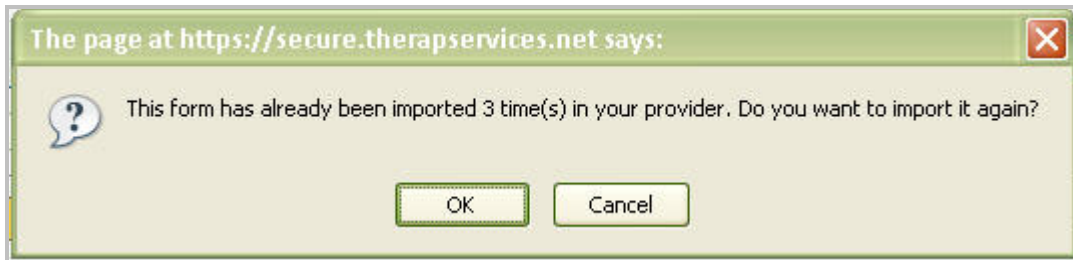 The page at https://secure.therapservices.net says:
This form has already been imported 3 time(s) in your provider. Do you want to import it again?
OK
Cancel